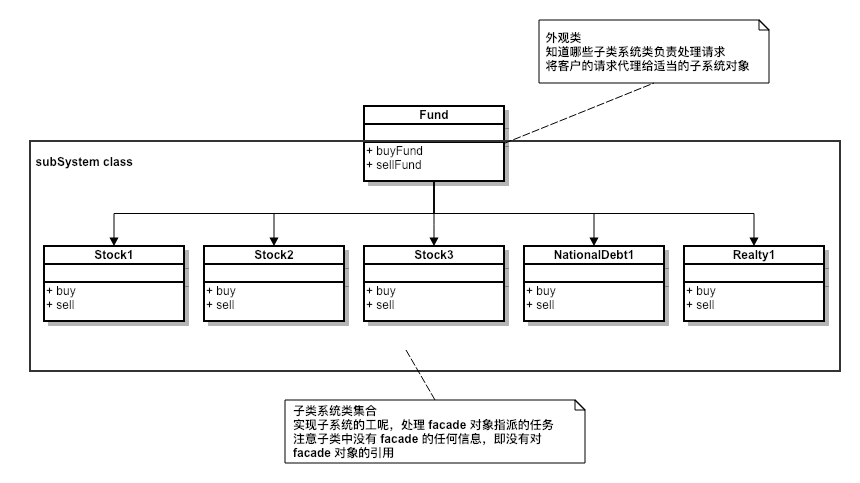 外观类
知道哪些子类系统类负责处理请求
将客户的请求代理给适当的子系统对象
Fund
+ buyFund
+ sellFund
subSystem class
Stock1
+ buy
+ sell
Stock2
+ buy
+ sell
Stock3
+ buy
+ sell
NationalDebt1
+ buy
+ sell
Realty1
+ buy
+ sell
子类系统类集合
实现子系统的工呢，处理 facade 对象指派的任务
注意子类中没有 facade 的任何信息，即没有对
facade 对象的引用